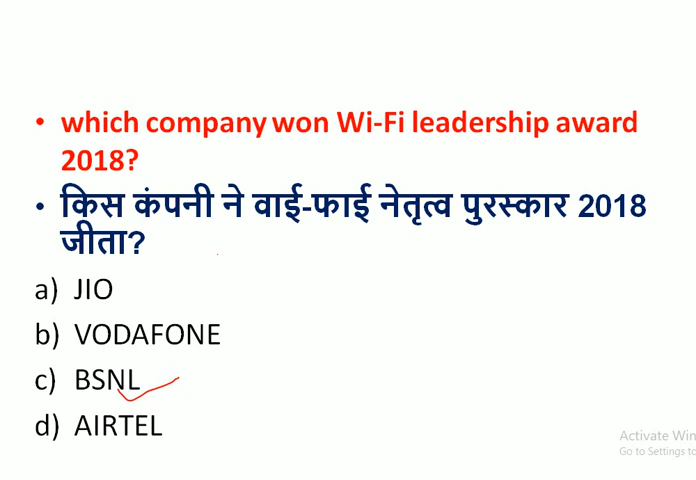 • which company won Wi-Fi leadership award
2018?
• किस कंपनी ने वाई-फाई नेतृत्व पुरस्कार 2018
जीता?
a) JIO
b) VODAFONE
c) BSNL
d) AIRTEL
Activate Win
Go to Settings to